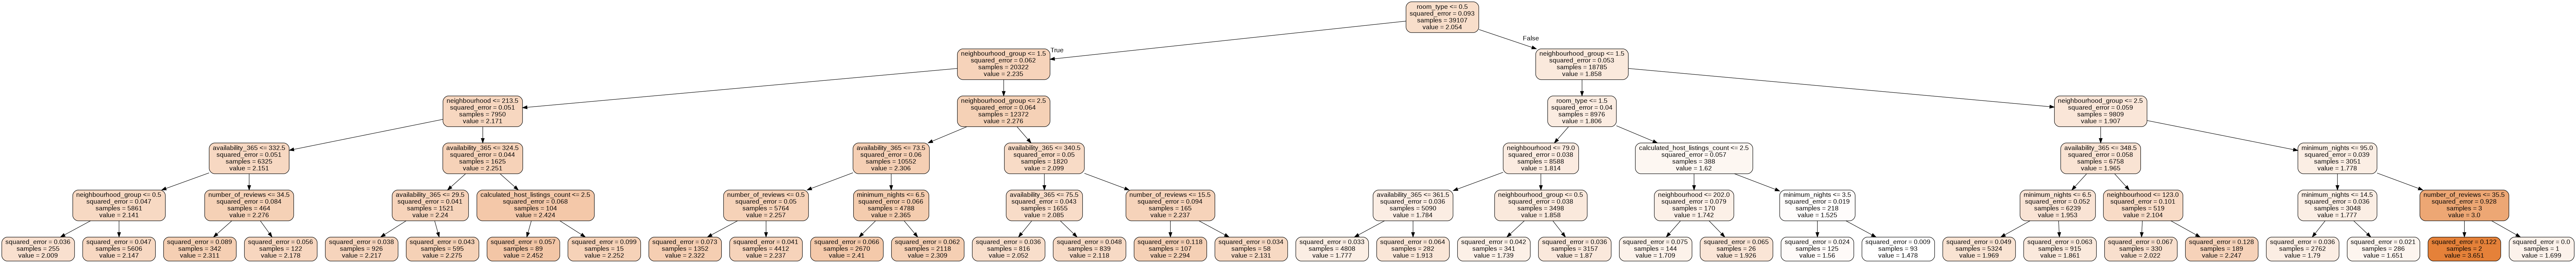 room_type <= 0.5
squared_error = 0.093
samples = 39107
value = 2.054
True
False
neighbourhood_group <= 1.5
squared_error = 0.062
samples = 20322
value = 2.235
neighbourhood_group <= 1.5
squared_error = 0.053
samples = 18785
value = 1.858
neighbourhood <= 213.5
squared_error = 0.051
samples = 7950
value = 2.171
neighbourhood_group <= 2.5
squared_error = 0.064
samples = 12372
value = 2.276
room_type <= 1.5
squared_error = 0.04
samples = 8976
value = 1.806
neighbourhood_group <= 2.5
squared_error = 0.059
samples = 9809
value = 1.907
availability_365 <= 332.5
squared_error = 0.051
samples = 6325
value = 2.151
availability_365 <= 324.5
squared_error = 0.044
samples = 1625
value = 2.251
availability_365 <= 73.5
squared_error = 0.06
samples = 10552
value = 2.306
availability_365 <= 340.5
squared_error = 0.05
samples = 1820
value = 2.099
neighbourhood <= 79.0
squared_error = 0.038
samples = 8588
value = 1.814
calculated_host_listings_count <= 2.5
squared_error = 0.057
samples = 388
value = 1.62
availability_365 <= 348.5
squared_error = 0.058
samples = 6758
value = 1.965
minimum_nights <= 95.0
squared_error = 0.039
samples = 3051
value = 1.778
neighbourhood_group <= 0.5
squared_error = 0.047
samples = 5861
value = 2.141
number_of_reviews <= 34.5
squared_error = 0.084
samples = 464
value = 2.276
availability_365 <= 29.5
squared_error = 0.041
samples = 1521
value = 2.24
calculated_host_listings_count <= 2.5
squared_error = 0.068
samples = 104
value = 2.424
number_of_reviews <= 0.5
squared_error = 0.05
samples = 5764
value = 2.257
minimum_nights <= 6.5
squared_error = 0.066
samples = 4788
value = 2.365
availability_365 <= 75.5
squared_error = 0.043
samples = 1655
value = 2.085
number_of_reviews <= 15.5
squared_error = 0.094
samples = 165
value = 2.237
availability_365 <= 361.5
squared_error = 0.036
samples = 5090
value = 1.784
neighbourhood_group <= 0.5
squared_error = 0.038
samples = 3498
value = 1.858
neighbourhood <= 202.0
squared_error = 0.079
samples = 170
value = 1.742
minimum_nights <= 3.5
squared_error = 0.019
samples = 218
value = 1.525
minimum_nights <= 6.5
squared_error = 0.052
samples = 6239
value = 1.953
neighbourhood <= 123.0
squared_error = 0.101
samples = 519
value = 2.104
minimum_nights <= 14.5
squared_error = 0.036
samples = 3048
value = 1.777
number_of_reviews <= 35.5
squared_error = 0.928
samples = 3
value = 3.0
squared_error = 0.036
samples = 255
value = 2.009
squared_error = 0.047
samples = 5606
value = 2.147
squared_error = 0.089
samples = 342
value = 2.311
squared_error = 0.056
samples = 122
value = 2.178
squared_error = 0.038
samples = 926
value = 2.217
squared_error = 0.043
samples = 595
value = 2.275
squared_error = 0.057
samples = 89
value = 2.452
squared_error = 0.099
samples = 15
value = 2.252
squared_error = 0.073
samples = 1352
value = 2.322
squared_error = 0.041
samples = 4412
value = 2.237
squared_error = 0.066
samples = 2670
value = 2.41
squared_error = 0.062
samples = 2118
value = 2.309
squared_error = 0.036
samples = 816
value = 2.052
squared_error = 0.048
samples = 839
value = 2.118
squared_error = 0.118
samples = 107
value = 2.294
squared_error = 0.034
samples = 58
value = 2.131
squared_error = 0.033
samples = 4808
value = 1.777
squared_error = 0.064
samples = 282
value = 1.913
squared_error = 0.042
samples = 341
value = 1.739
squared_error = 0.036
samples = 3157
value = 1.87
squared_error = 0.075
samples = 144
value = 1.709
squared_error = 0.065
samples = 26
value = 1.926
squared_error = 0.024
samples = 125
value = 1.56
squared_error = 0.009
samples = 93
value = 1.478
squared_error = 0.049
samples = 5324
value = 1.969
squared_error = 0.063
samples = 915
value = 1.861
squared_error = 0.067
samples = 330
value = 2.022
squared_error = 0.128
samples = 189
value = 2.247
squared_error = 0.036
samples = 2762
value = 1.79
squared_error = 0.021
samples = 286
value = 1.651
squared_error = 0.122
samples = 2
value = 3.651
squared_error = 0.0
samples = 1
value = 1.699